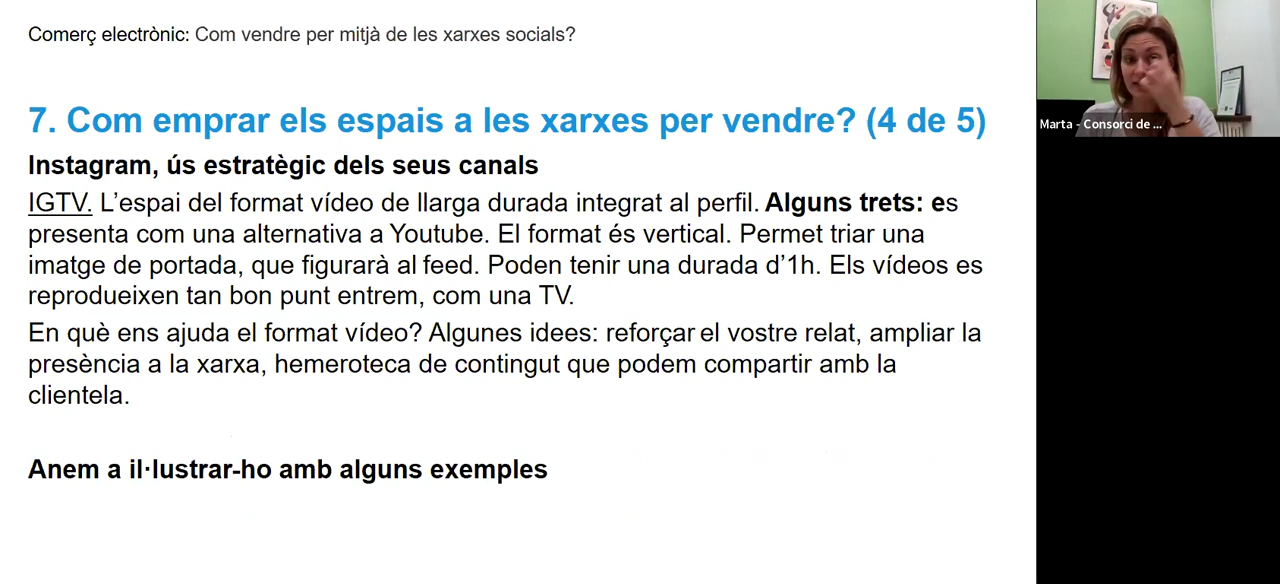 Comerç electrònic: Com vendre per mitjà de les xarxes socials?
7. Com emprar els espais a les xarxes per vendre? (4 de 5)
Instagram, ús estratègic dels seus canals
IGTV. L’espai del format vídeo de llarga durada integrat al perfil. Alguns trets: es
presenta com una alternativa a Youtube. El format és vertical. Permet triar una
imatge de portada, que figurarà al feed. Poden tenir una durada d’1h. Els vídeos es
reprodueixen tan bon punt entrem, com una TV.
En què ens ajuda el format vídeo? Algunes idees: reforçar el vostre relat, ampliar la
presència a la xarxa, hemeroteca de contingut que podem compartir amb la
clientela.
Anem a il·lustrar-ho amb alguns exemples
Marta - Consorci de ...